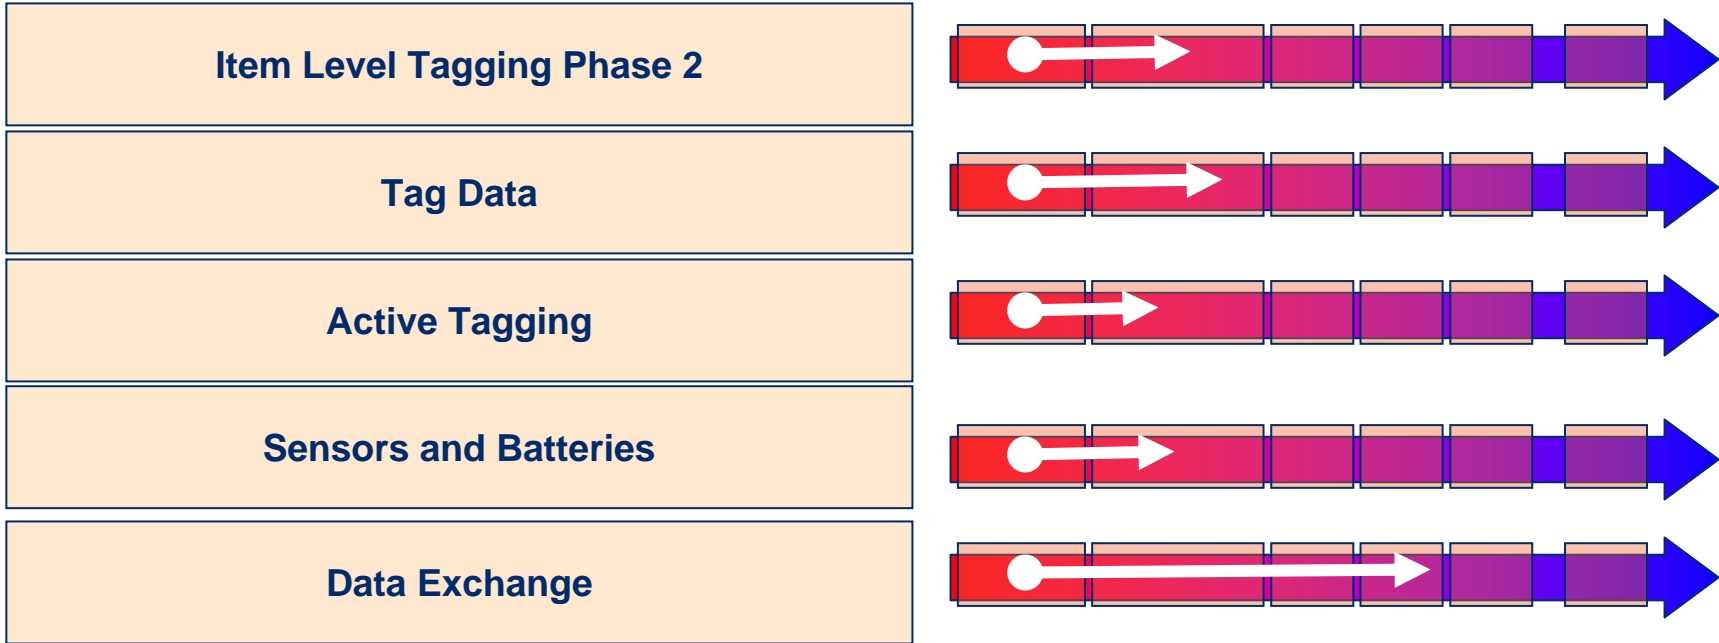 Item Level Tagging Phase 2
Tag Data
Active Tagging
Sensors and Batteries
Data Exchange